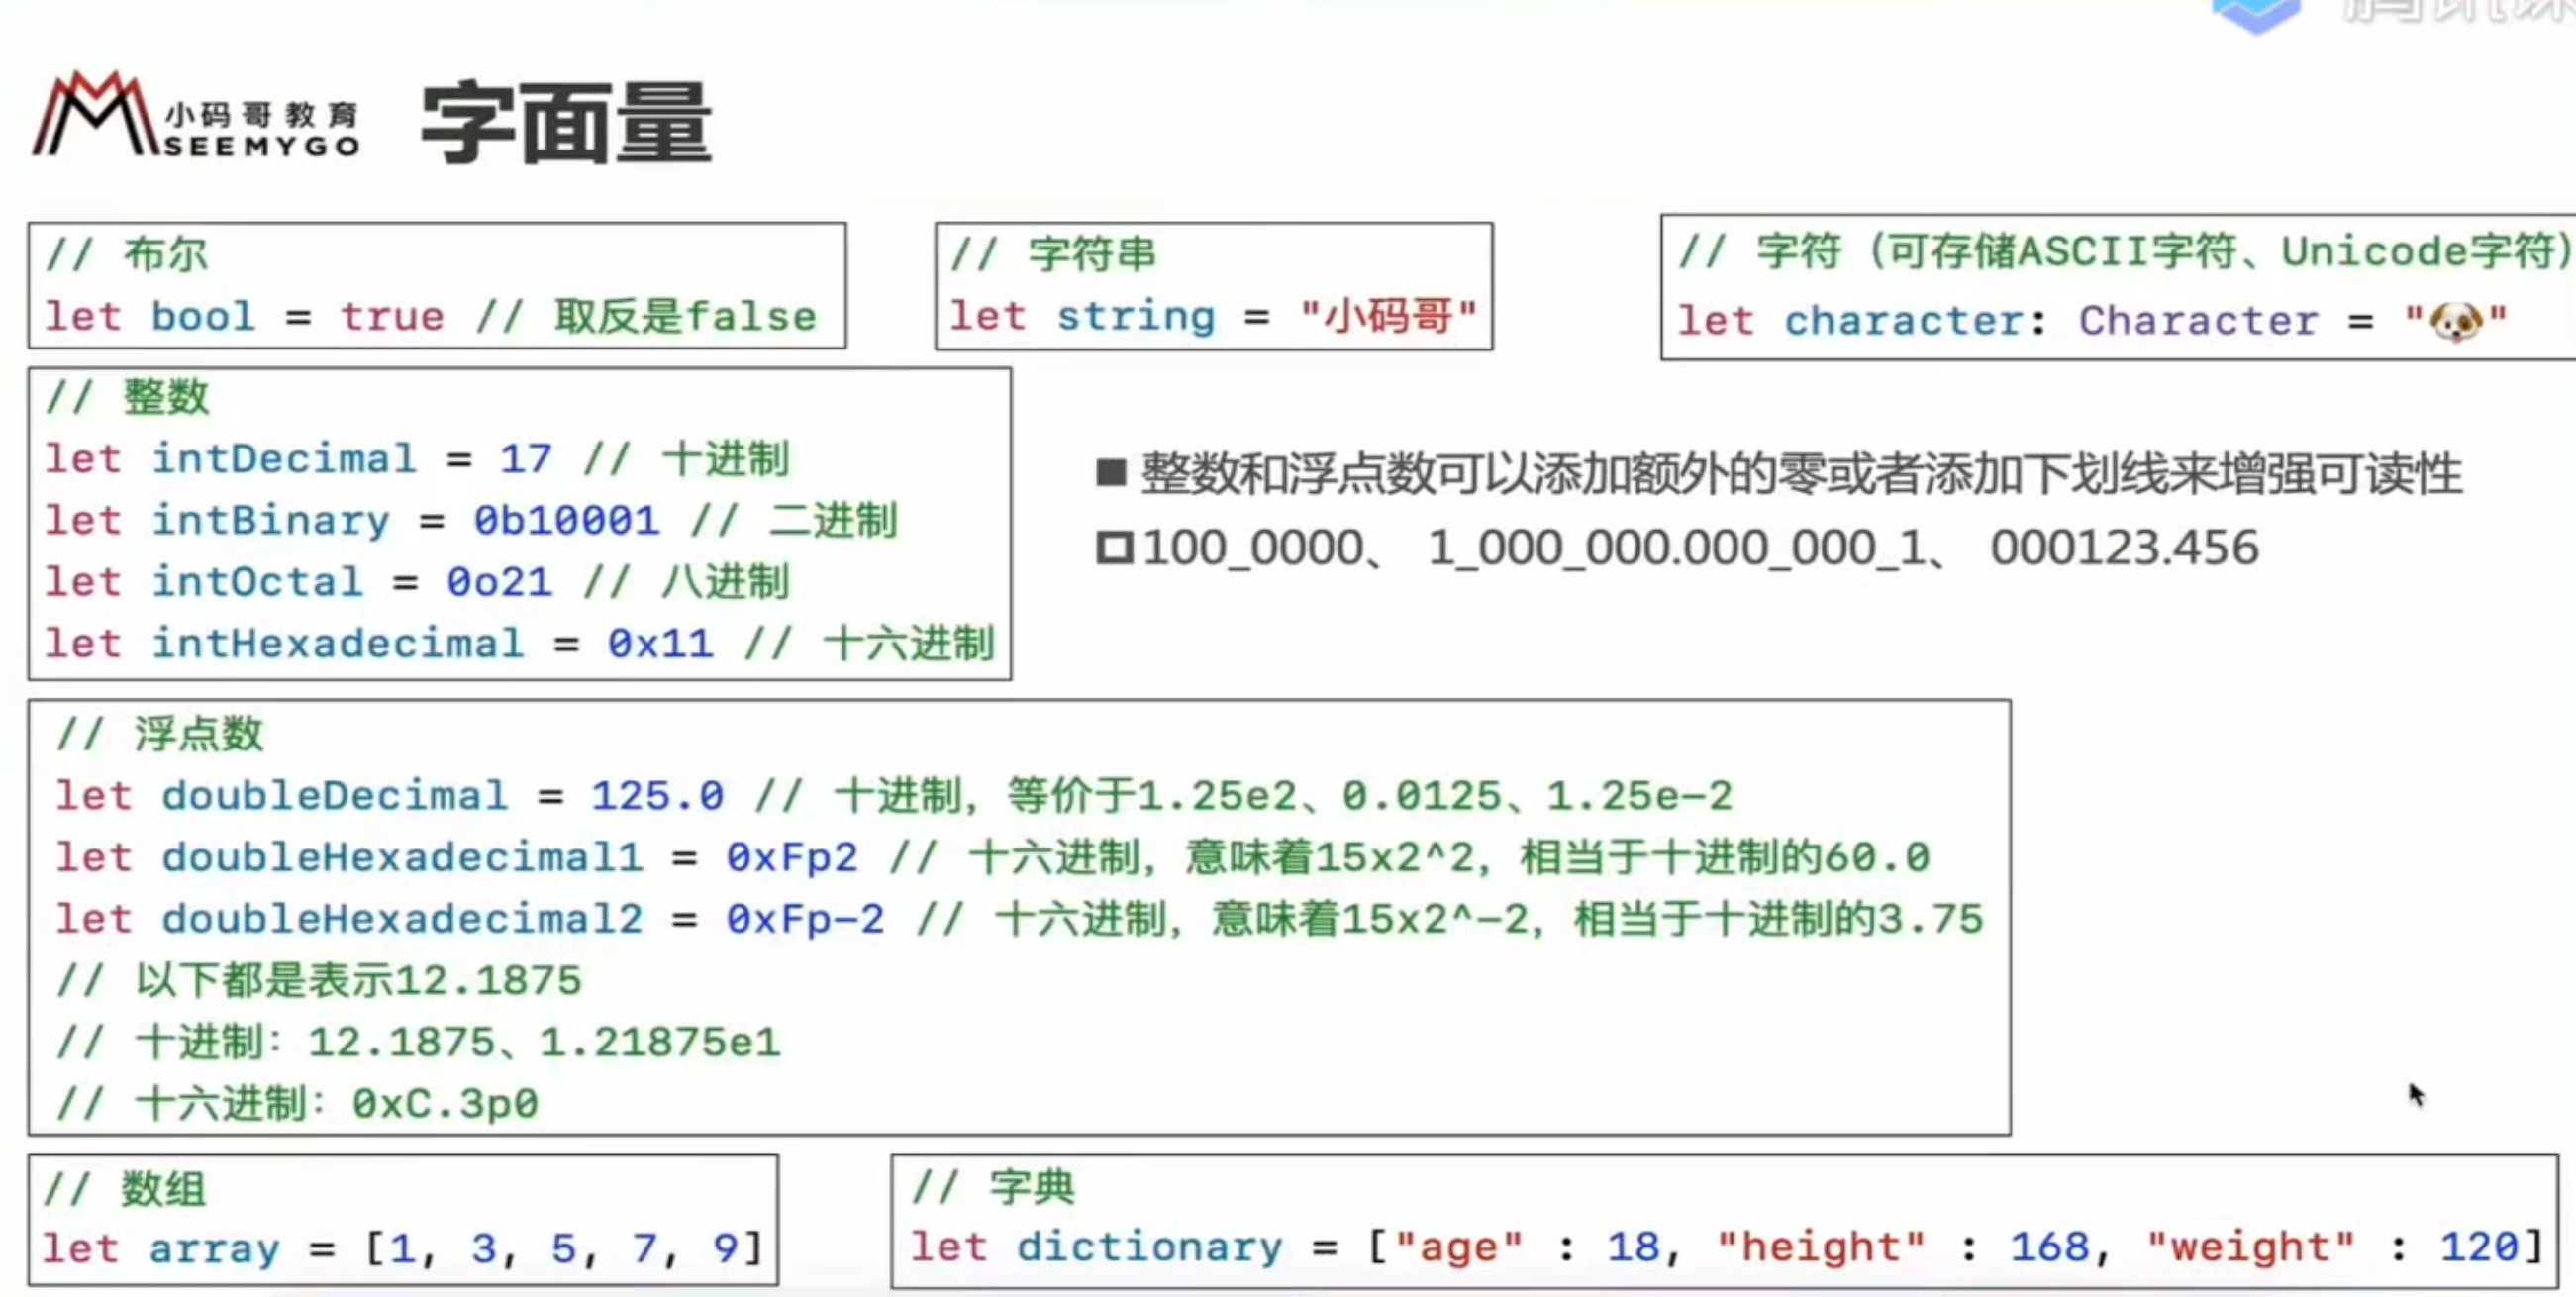 小码哥教育
SEEMYGO
字面量
// 布尔
let bool = true // 取反是false
// 字符串
let string = "小码哥"
// 字符（可存储ASCII字符、Unicode字符）
let character: Character = "🐶"
// 整数
let intDecimal = 17 // 十进制
let intBinary = 0b10001 // 二进制
let intOctal = 0o21 // 八进制
let intHexadecimal = 0x11 // 十六进制
■ 整数和浮点数可以添加额外的零或者添加下划线来增强可读性
□ 100_0000、 1_000_000.000_000_1、 000123.456
// 浮点数
let doubleDecimal = 125.0 // 十进制，等价于1.25e2、0.0125、1.25e-2
let doubleHexadecimal1 = 0xFp2 // 十六进制，意味着15x2^2，相当于十进制的60.0
let doubleHexadecimal2 = 0xFp-2 // 十六进制，意味着15x2^-2，相当于十进制的3.75
// 以下都是表示12.1875
// 十进制：12.1875、1.21875e1
// 十六进制：0xC.3p0
// 数组
let array = [1, 3, 5, 7, 9]
// 字典
let dictionary = ["age" : 18, "height" : 168, "weight" : 120]